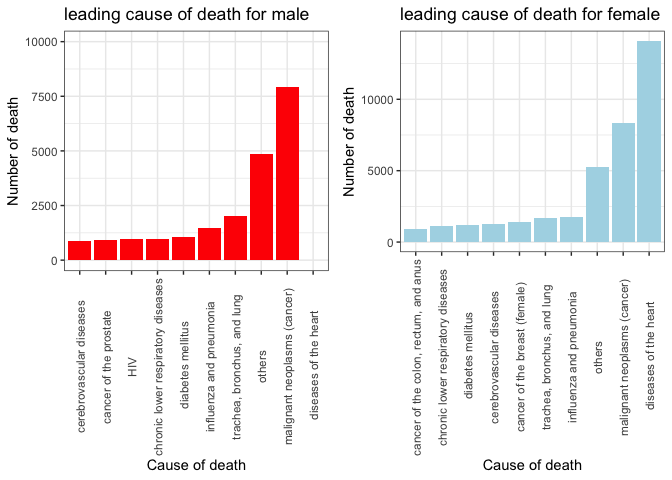 leading cause of death for male
Number of death
10000
7500
5000
2500
0
cerebrovascular diseases
cancer of the prostate
HIV
chronic lower respiratory diseases
diabetes mellitus
influenza and pneumonia
trachea, bronchus, and lung
others
malignant neoplasms (cancer)
diseases of the heart
Cause of death
leading cause of death for female
Number of death
10000
5000
0
cancer of the colon, rectum, and anus
chronic lower respiratory diseases
diabetes mellitus
cerebrovascular diseases
cancer of the breast (female)
trachea, bronchus, and lung
influenza and pneumonia
others
malignant neoplasms (cancer)
diseases of the heart
Cause of death